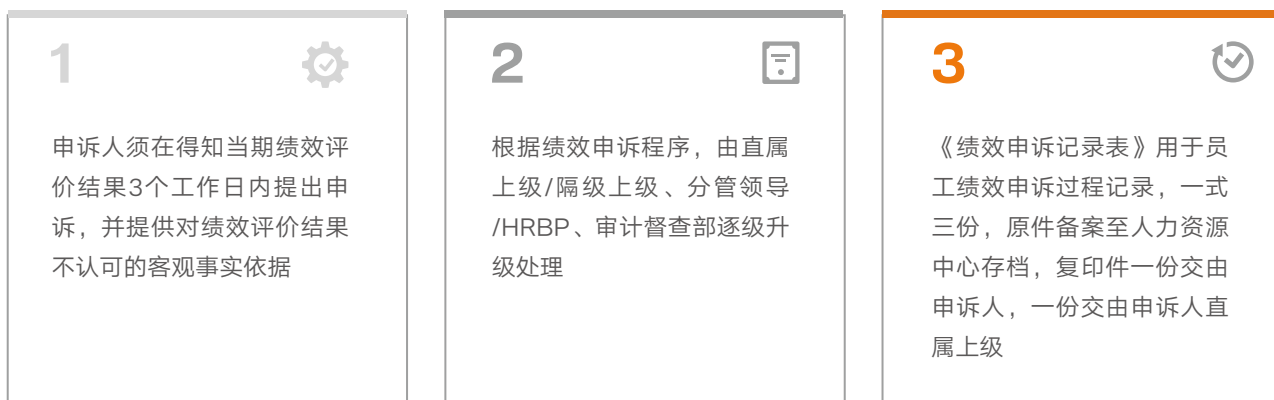 1
申诉人须在得知当期绩效评
价结果3个工作日内提出申
诉，并提供对绩效评价结果
不认可的客观事实依据
2
根据绩效申诉程序，由直属
上级/隔级上级、分管领导
/HRBP、审计督查部逐级升
级处理
3
《绩效申诉记录表》用于员
工绩效申诉过程记录，一式
三份，原件备案至人力资源
中心存档，复印件一份交由
申诉人，一份交由申诉人直
属上级